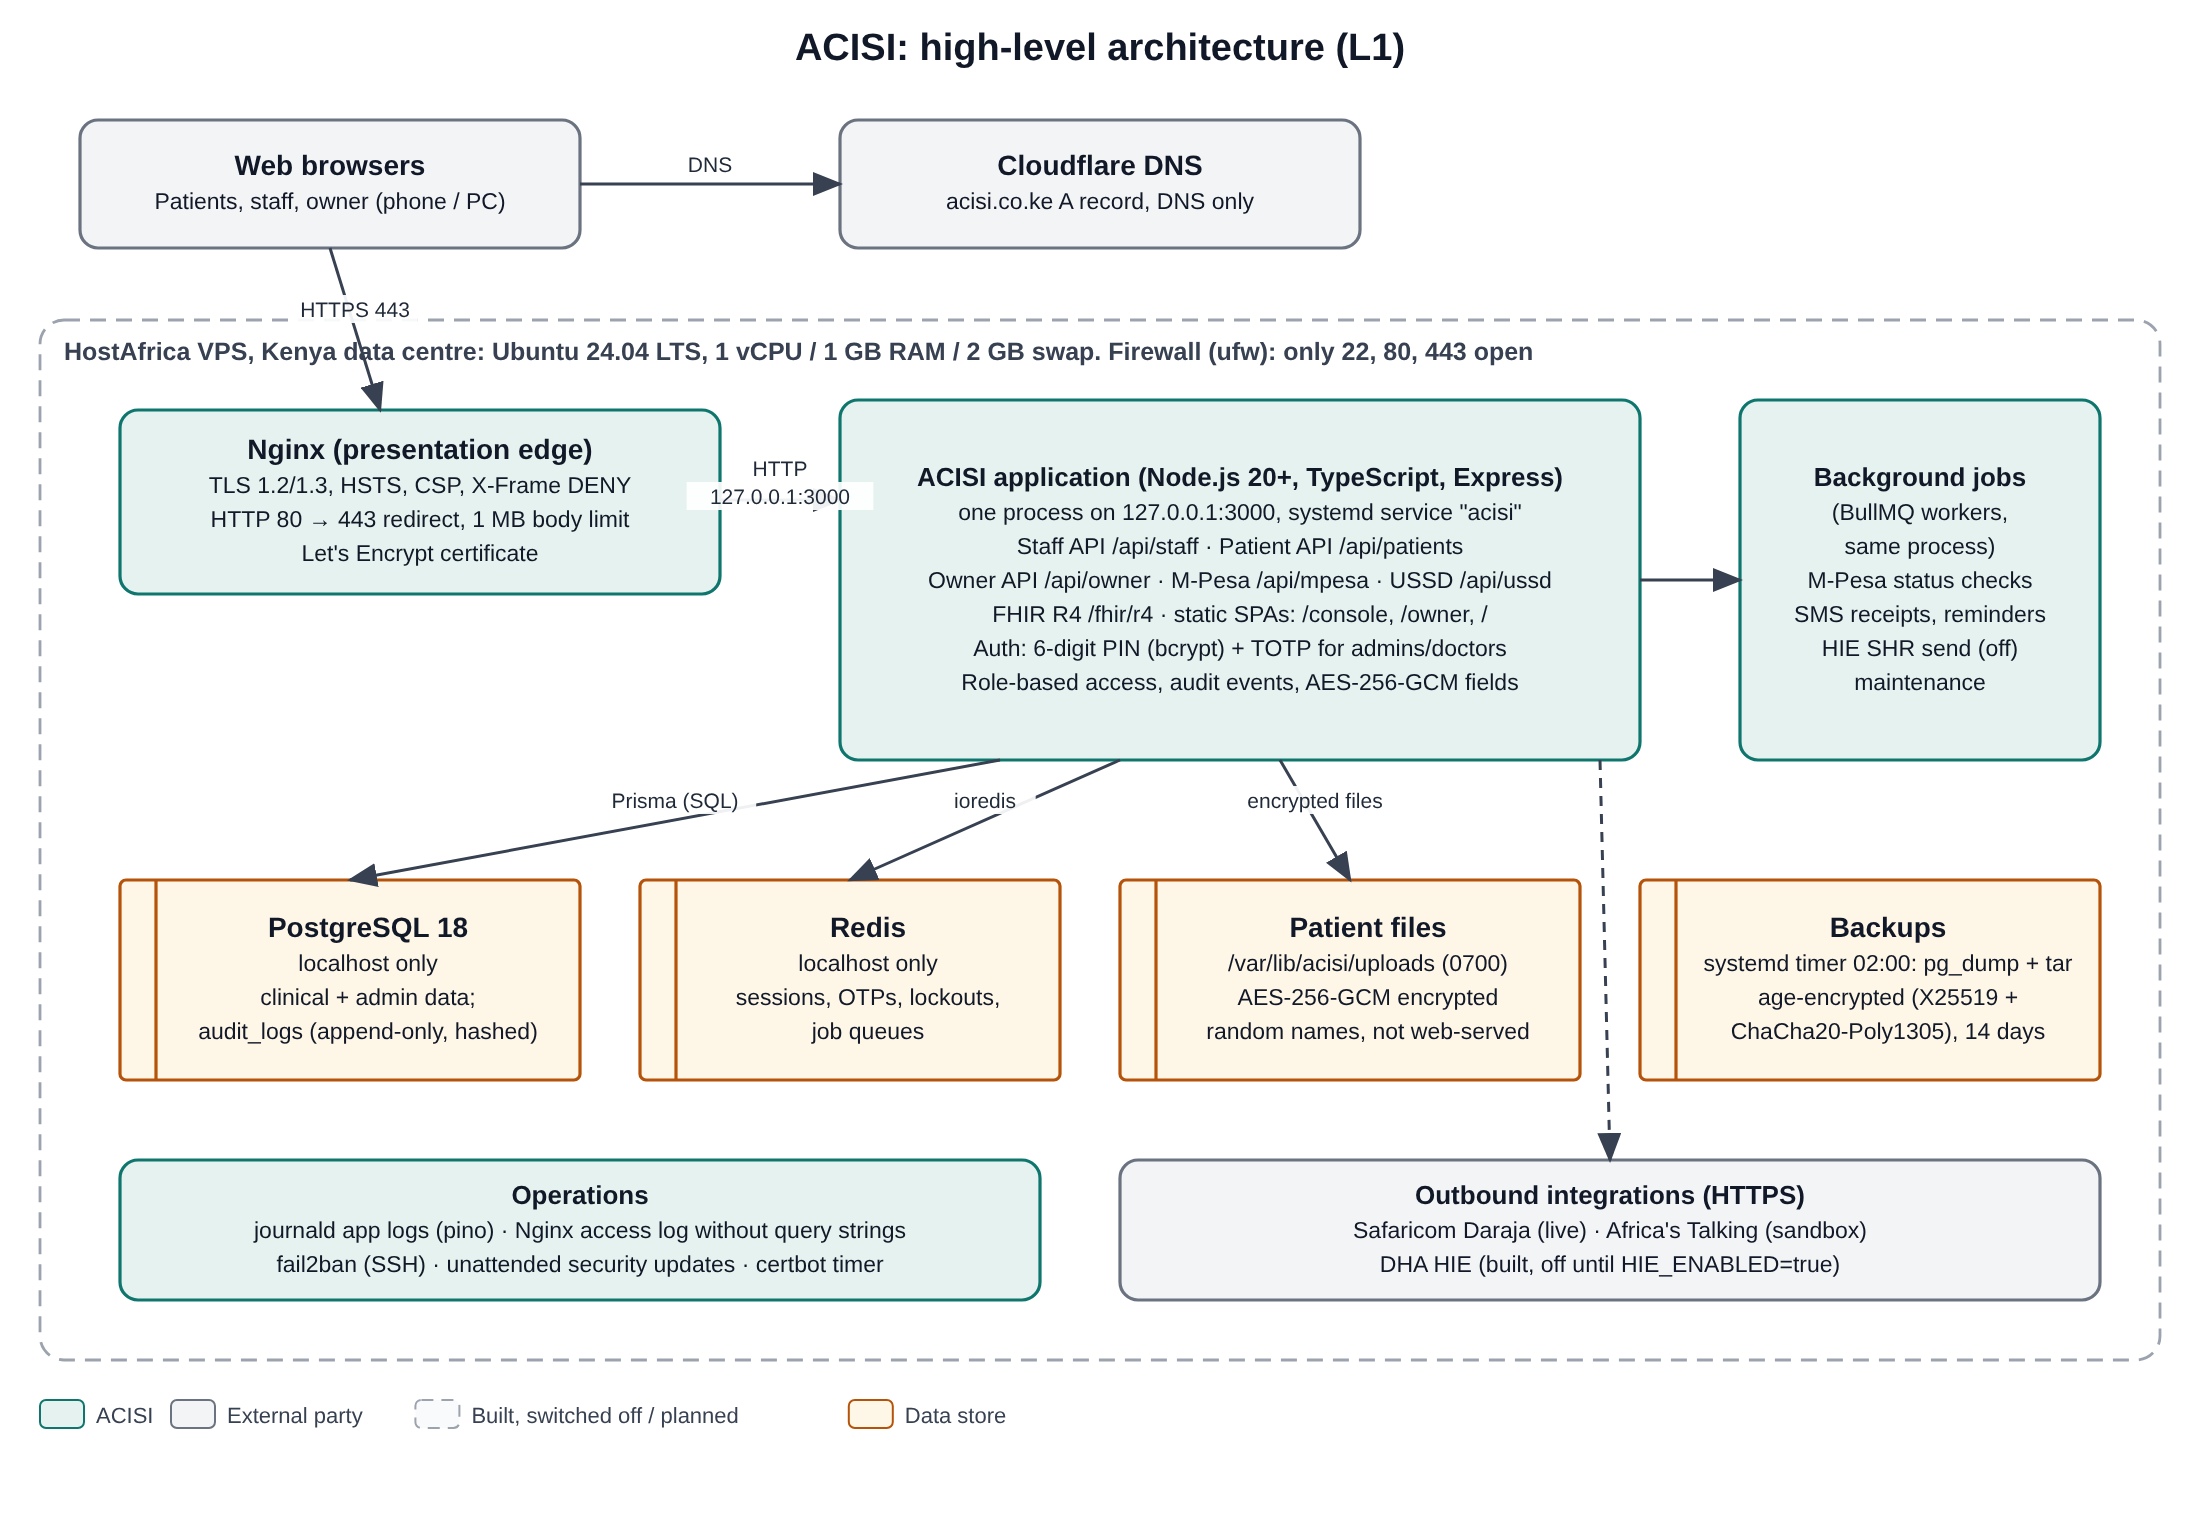 ACISI: high-level architecture (L1)
Web browsers
Patients, staff, owner (phone / PC)
DNS
Cloudflare DNS
acisi.co.ke A record, DNS only
HTTPS 443
HostAfrica VPS, Kenya data centre: Ubuntu 24.04 LTS, 1 vCPU / 1 GB RAM / 2 GB swap. Firewall (ufw): only 22, 80, 443 open
Nginx (presentation edge)
TLS 1.2/1.3, HSTS, CSP, X-Frame DENY
HTTP 80 → 443 redirect, 1 MB body limit
Let's Encrypt certificate
HTTP
127.0.0.1:3000
ACISI application (Node.js 20+, TypeScript, Express)
one process on 127.0.0.1:3000, systemd service "acisi"
Staff API /api/staff · Patient API /api/patients
Owner API /api/owner · M-Pesa /api/mpesa · USSD /api/ussd
FHIR R4 /fhir/r4 · static SPAs: /console, /owner, /
Auth: 6-digit PIN (bcrypt) + TOTP for admins/doctors
Role-based access, audit events, AES-256-GCM fields
Background jobs
(BullMQ workers,
same process)
M-Pesa status checks
SMS receipts, reminders
HIE SHR send (off)
maintenance
Prisma (SQL)
ioredis
encrypted files
PostgreSQL 18
localhost only
clinical + admin data;
audit_logs (append-only, hashed)
Redis
localhost only
sessions, OTPs, lockouts,
job queues
Patient files
/var/lib/acisi/uploads (0700)
AES-256-GCM encrypted
random names, not web-served
Backups
systemd timer 02:00: pg_dump + tar
age-encrypted (X25519 +
ChaCha20-Poly1305), 14 days
Operations
journald app logs (pino) · Nginx access log without query strings
fail2ban (SSH) · unattended security updates · certbot timer
Outbound integrations (HTTPS)
Safaricom Daraja (live) · Africa's Talking (sandbox)
DHA HIE (built, off until HIE_ENABLED=true)
ACISI
External party
Built, switched off / planned
Data store